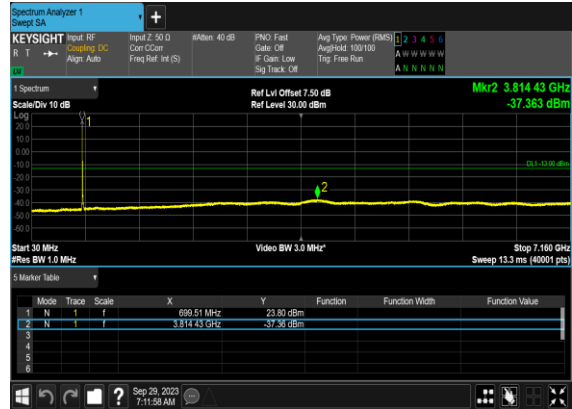 Spectrum Analyzer 1
Swept SA
+
KEYSIGHT Input: RF Input Z: 50 Ω #Atten: 40 dB PNO: Fast Avg Type: Power (RMS) 1 2 3 4 5 6
R T Coupling: DC Corr CCorr Gate: Off Avg|Hold: 100/100 A W W W W W
Align: Auto Freq Ref: Int (S) IF Gain: Low Trig: Free Run
Sig Track: Off A N N N N N
1 Spectrum Ref Lvl Offset 7.50 dB Mkr2 3.814 43 GHz
Scale/Div 10 dB Ref Level 30.00 dBm -37.363 dBm
Log
1
20.0
10.0
0.00
-10.0
DL1 -13.00 dBm
-20.0
-30.0
2
-40.0
-50.0
-60.0
Start 30 MHz Video BW 3.0 MHz* Stop 7.160 GHz
#Res BW 1.0 MHz Sweep 13.3 ms (40001 pts)
5 Marker Table
Mode Trace Scale X Y Function Function Width Function Value
1 N 1 f 699.51 MHz 23.80 dBm
2 N 1 f 3.814 43 GHz -37.36 dBm
3
4
5
6
? Sep 29, 2023
7:11:58 AM